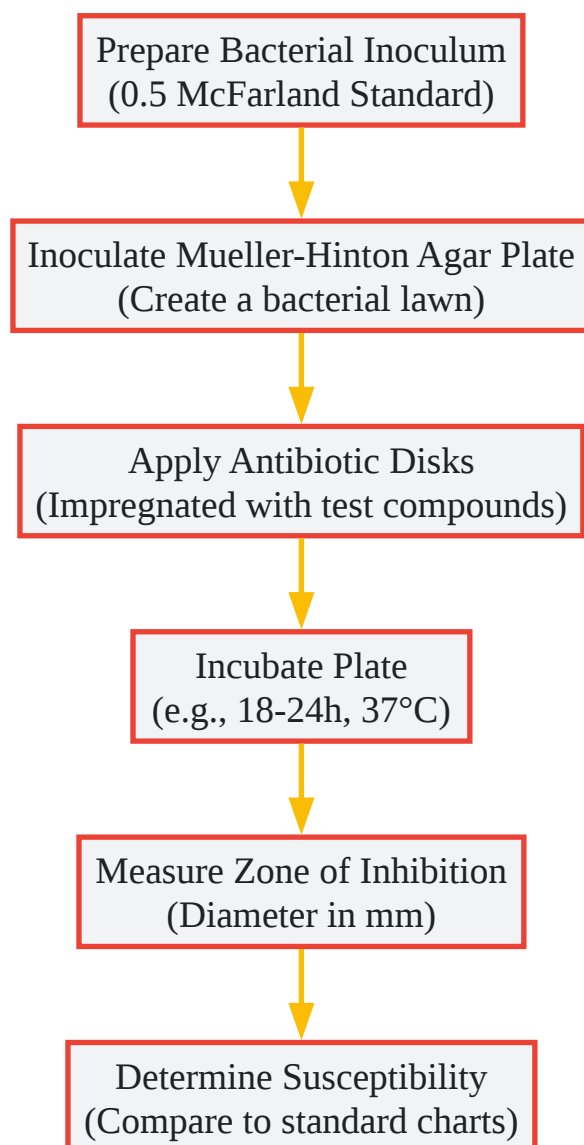 Prepare Bacterial Inoculum
(0.5 McFarland Standard)
Inoculate Mueller-Hinton Agar Plate
(Create a bacterial lawn)
Apply Antibiotic Disks
(Impregnated with test compounds)
Incubate Plate
(e.g., 18-24h, 37°C)
Measure Zone of Inhibition
(Diameter in mm)
Determine Susceptibility
(Compare to standard charts)